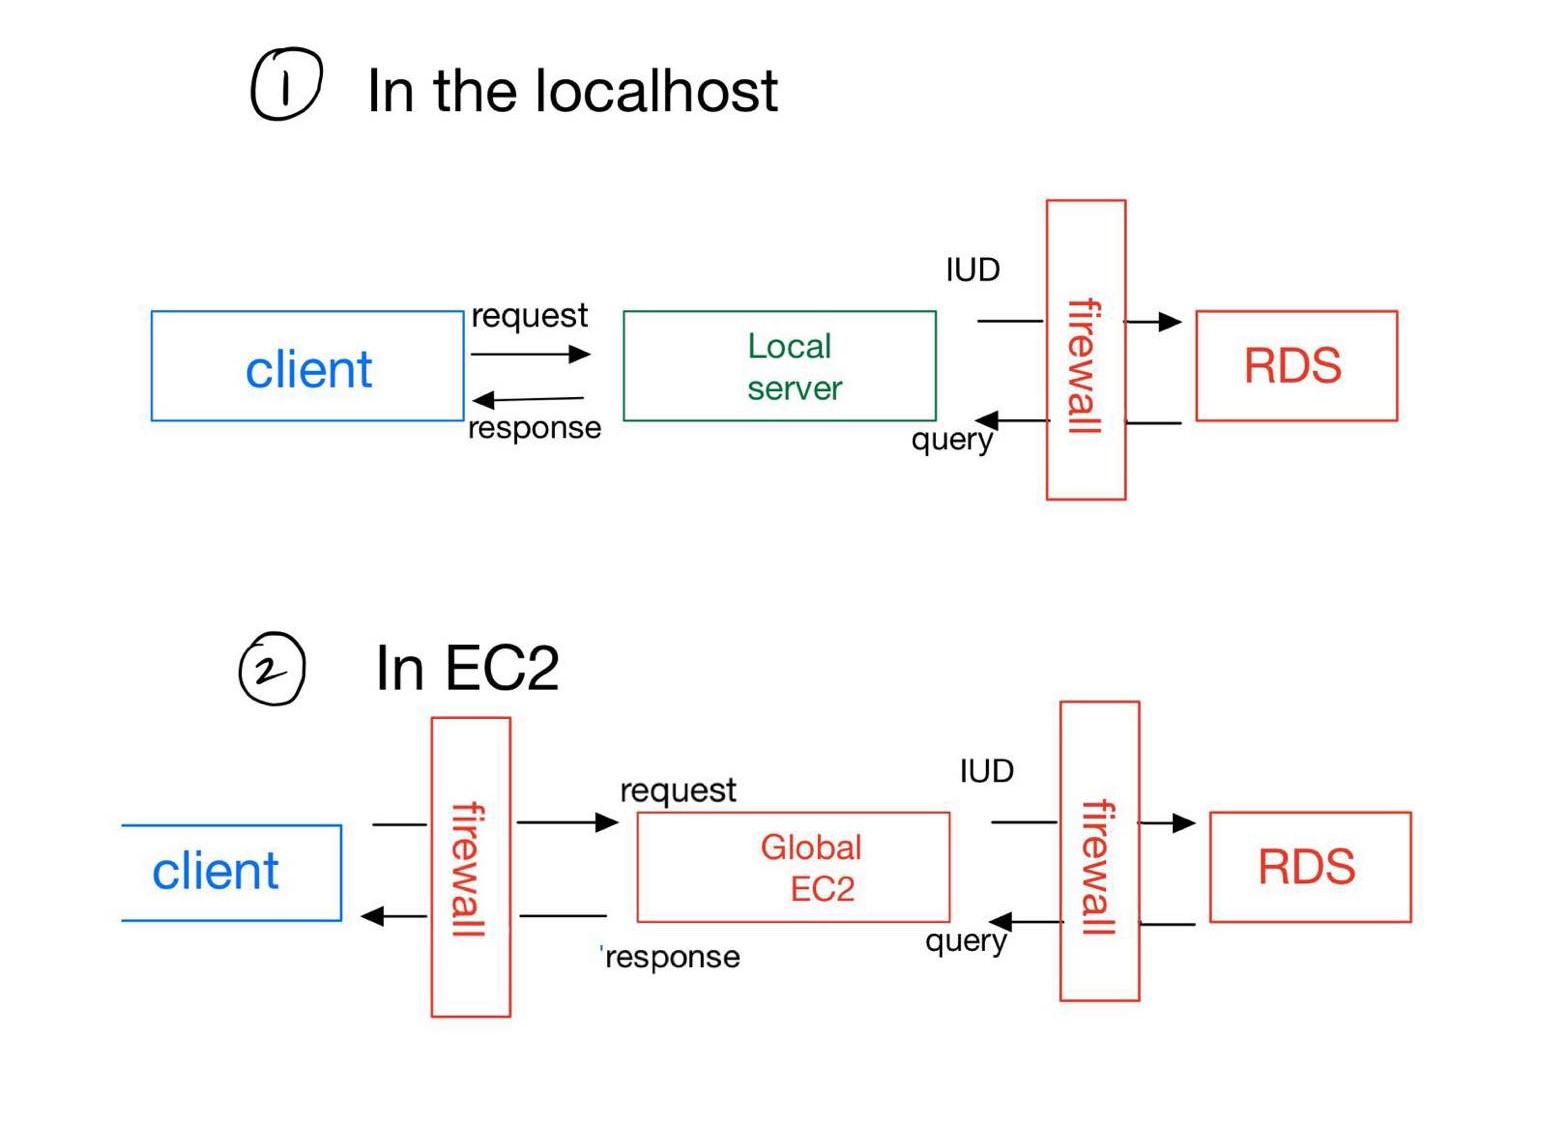 1 In the localhost
IUD
request
client
Local
server
firewall
RDS
response
query
2 In EC2
request
IUD
client
firewall
Global
EC2
firewall
RDS
response
query